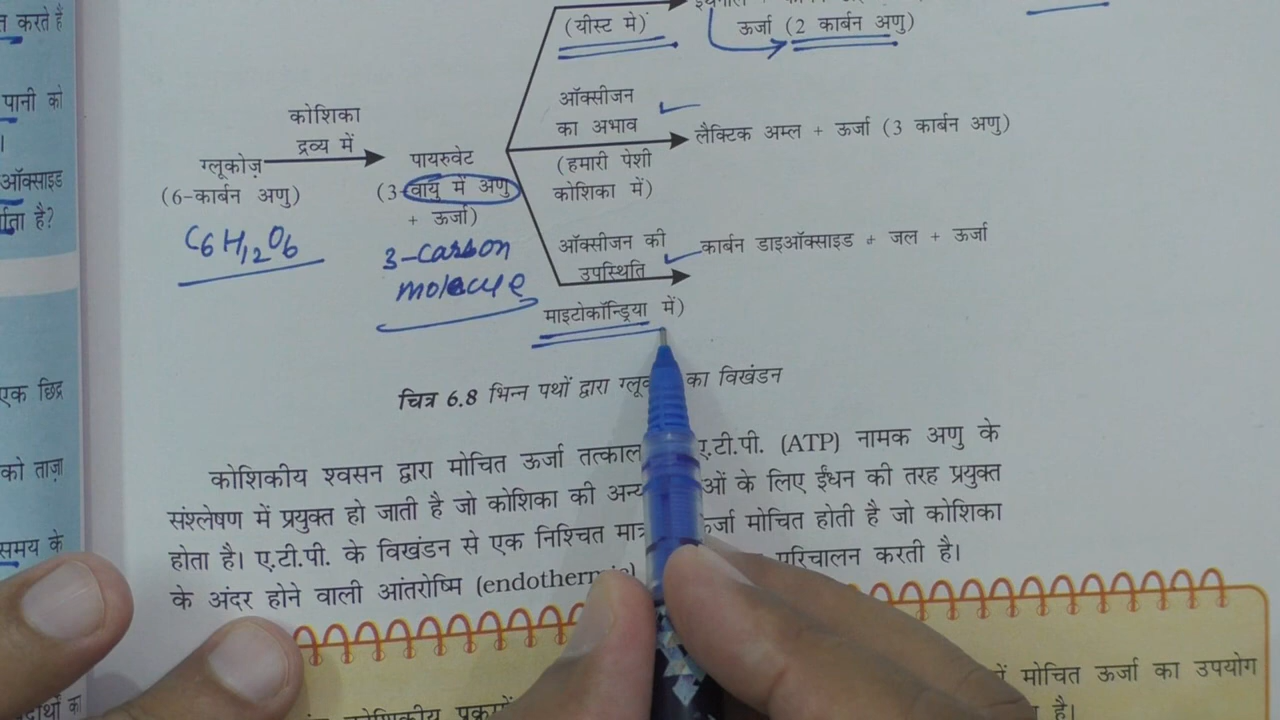 त करते हैं
पानी को
।
ऑक्साइड
र्गता है?
एक छिद्र
को ताज़ा
समय के
(यीस्ट में)
ऊर्जा (2 कार्बन अणु)
ऑक्सीजन
का अभाव
(हमारी पेशी
कोशिका में)
लैक्टिक अम्ल + ऊर्जा (3 कार्बन अणु)
कोशिका
द्रव्य में
ग्लूकोज़
(6-कार्बन अणु)
C6H12O6
पायरुवेट
(3-वायु में अणु
+ ऊर्जा)
3-carbon
molecule
ऑक्सीजन की
उपस्थिति
माइटोकॉन्ड्रिया में)
कार्बन डाइऑक्साइड + जल + ऊर्जा
चित्र 6.8 भिन्न पथों द्वारा का विखंडन
कोशिकीय श्वसन द्वारा मोचित ऊर्जा तत्काल ए.टी.पी. (ATP) नामक अणु के
संश्लेषण में प्रयुक्त हो जाती है जो कोशिका की के लिए ईंधन की तरह प्रयुक्त
होता है। ए.टी.पी. के विखंडन से एक निश्चित मोचित होती है जो कोशिका
के अंदर होने वाली आंतरोष्मि परिचालन करती है।
मोचित ऊर्जा का उपयोग
है।